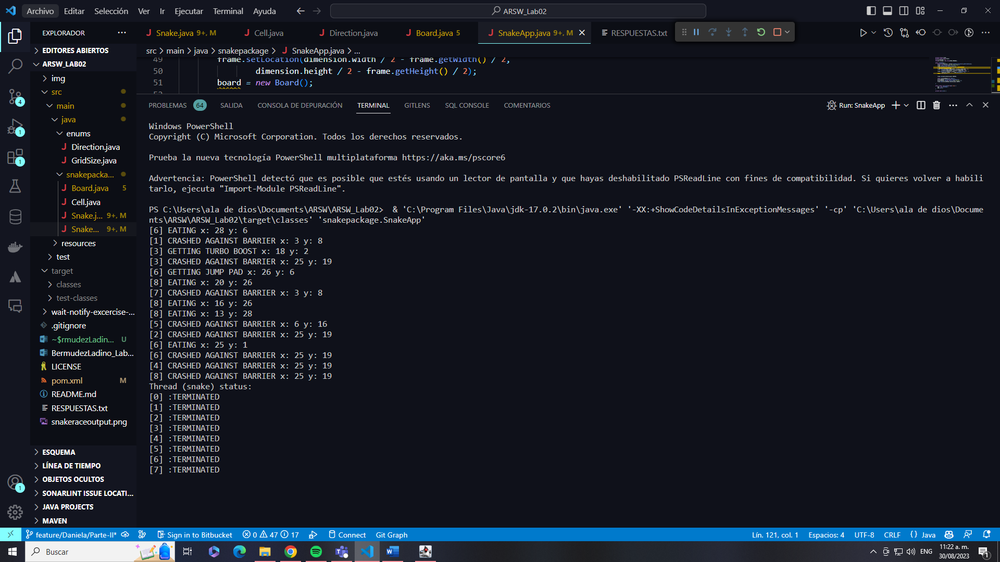 Archivo Editar Selección Ver Ir Ejecutar Terminal Ayuda
ARSW_Lab02
EXPLORADOR
Snake.java 9+, M
Cell.java
Direction.java
Board.java 5
SnakeApp.java 9+, M
RESPUESTAS.txt
EDITORES ABIERTOS
ARSW_LAB02
img
src
main
java
enums
Direction.java
GridSize.java
snakepacka...
Board.java 5
Cell.java
Snake.j... 9+, M
Snake... 9+, M
resources
test
target
classes
test-classes
wait-notify-excercise-...
.gitignore
~$rmudezLadin... U
BermudezLadino_Lab...
LICENSE
pom.xml M
README.md
RESPUESTAS.txt
snakeraceoutput.png
ESQUEMA
LÍNEA DE TIEMPO
OBJETOS OCULTOS
SONARLINT ISSUE LOCATI...
JAVA PROJECTS
MAVEN
4
1
1
1
src > main > java > snakepackage > SnakeApp.java > ...
49 frame.setLocation(dimension.width / 2 - frame.getWidth() / 2,
50 dimension.height / 2 - frame.getHeight() / 2);
51 board = new Board();
52
PROBLEMAS 64 SALIDA CONSOLA DE DEPURACIÓN TERMINAL GITLENS SQL CONSOLE COMENTARIOS
Run: SnakeApp
Windows PowerShell
Copyright (C) Microsoft Corporation. Todos los derechos reservados.
Prueba la nueva tecnología PowerShell multiplataforma https://aka.ms/pscore6
Advertencia: PowerShell detectó que es posible que estés usando un lector de pantalla y que hayas deshabilitado PSReadLine con fines de compatibilidad. Si quieres volver a habili
tarlo, ejecuta "Import-Module PSReadLine".
PS C:\Users\ala de dios\Documents\ARSW\ARSW_Lab02>  & 'C:\Program Files\Java\jdk-17.0.2\bin\java.exe' '-XX:+ShowCodeDetailsInExceptionMessages' '-cp' 'C:\Users\ala de dios\Docume
nts\ARSW\ARSW_Lab02\target\classes' 'snakepackage.SnakeApp'
[6] EATING x: 28 y: 6
[1] CRASHED AGAINST BARRIER x: 3 y: 8
[3] GETTING TURBO BOOST x: 18 y: 2
[3] CRASHED AGAINST BARRIER x: 25 y: 19
[6] GETTING JUMP PAD x: 26 y: 6
[8] EATING x: 20 y: 26
[7] CRASHED AGAINST BARRIER x: 3 y: 8
[8] EATING x: 16 y: 26
[8] EATING x: 13 y: 28
[5] CRASHED AGAINST BARRIER x: 6 y: 16
[2] CRASHED AGAINST BARRIER x: 25 y: 19
[6] EATING x: 25 y: 1
[6] CRASHED AGAINST BARRIER x: 25 y: 19
[4] CRASHED AGAINST BARRIER x: 25 y: 19
[8] CRASHED AGAINST BARRIER x: 25 y: 19
Thread (snake) status:
[0] :TERMINATED
[1] :TERMINATED
[2] :TERMINATED
[3] :TERMINATED
[4] :TERMINATED
[5] :TERMINATED
[6] :TERMINATED
[7] :TERMINATED
feature/Daniela/Parte-II* Sign in to Bitbucket 0 47 17 Connect Git Graph Lín. 121, col. 1 Espacios: 4 UTF-8 CRLF {} Java
Buscar
ENG
11:22 a. m.
30/08/2023
1